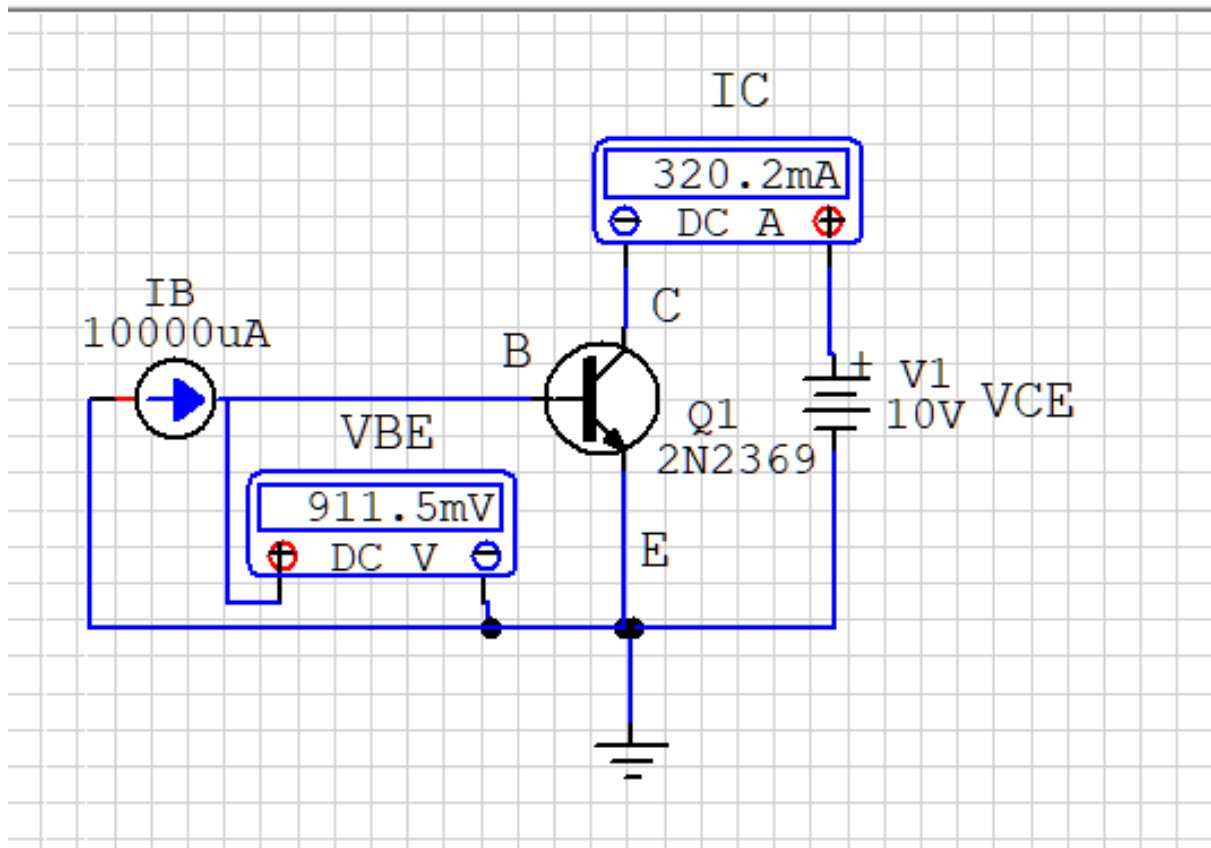 IC
320.2mA
DC A
IB
10000uA
C
B
V1
10V
VCE
Q1
2N2369
VBE
911.5mV
DC V
E